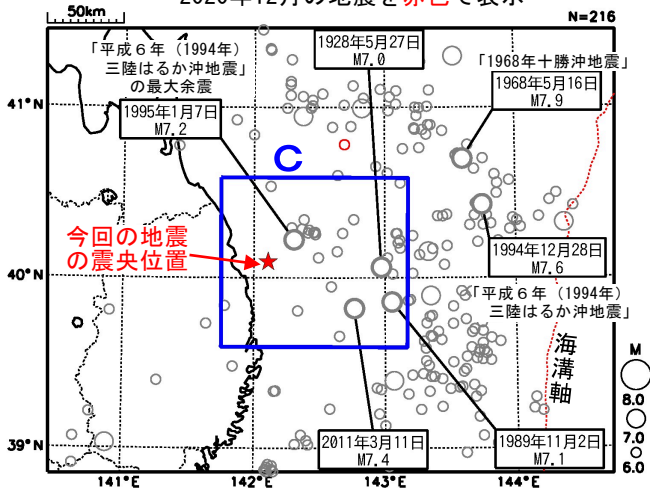 2020年12月の地震を赤色で表示
50km
N=216
「平成６年（1994年）
三陸はるか沖地震」
の最大余震
1995年1月7日
M7.2
1928年5月27日
M7.0
「1968年十勝沖地震」
1968年5月16日
M7.9
41°N
C
今回の地震
の震央位置
40°N
1994年12月28日
M7.6
「平成６年（1994年）
三陸はるか沖地震」
海溝軸
M
8.0
7.0
6.0
2011年3月11日
M7.4
1989年11月2日
M7.1
39°N
141°E
142°E
143°E
144°E